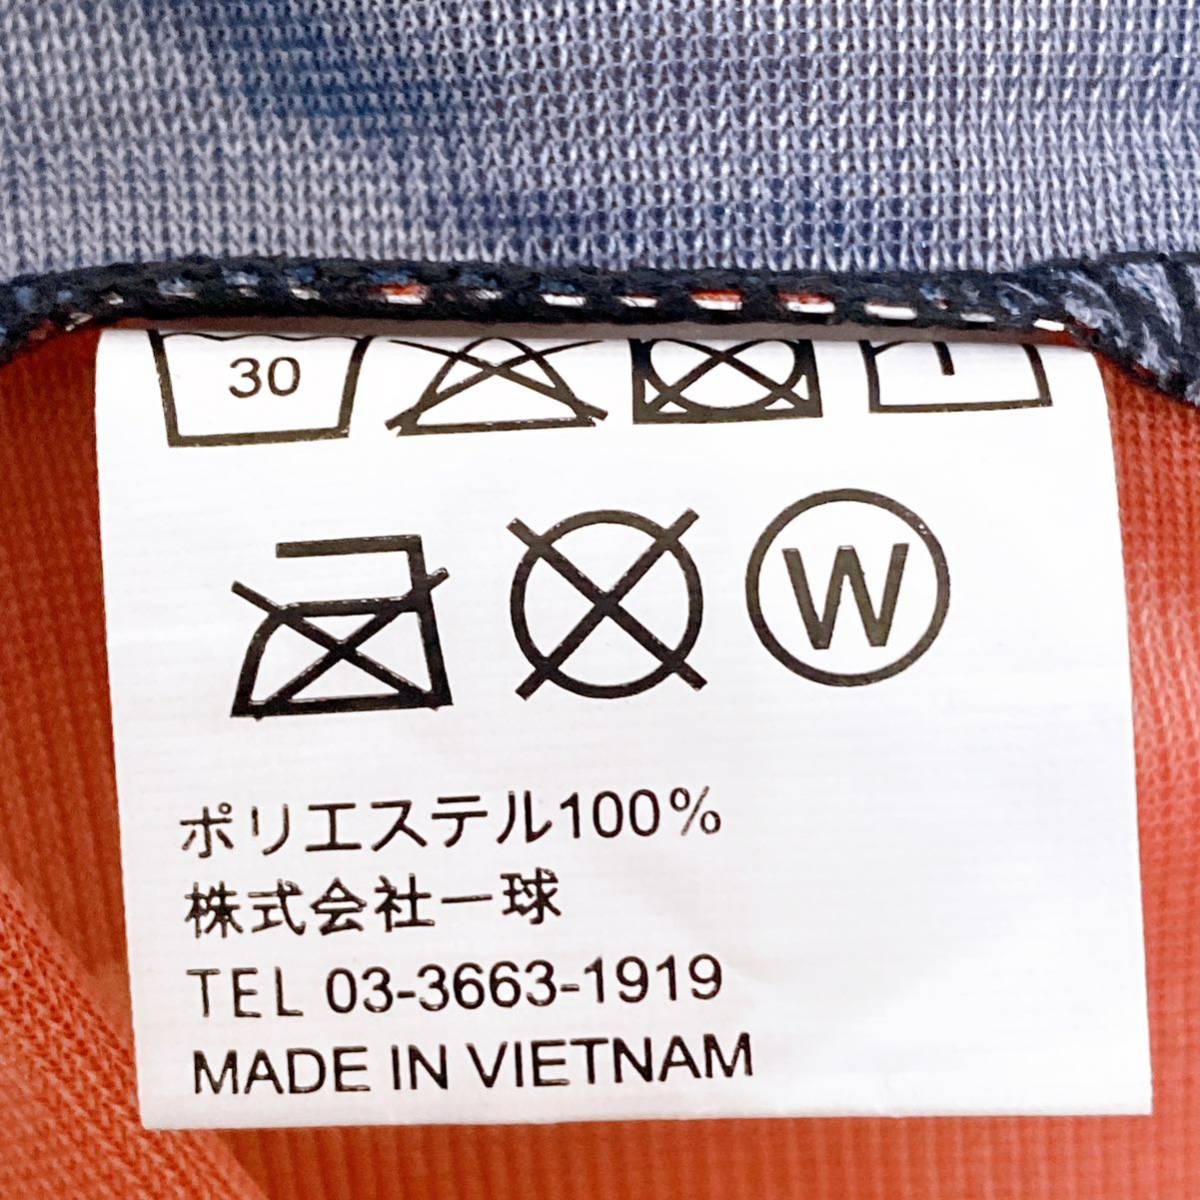 30
W
ポリエステル100%
株式会社一球
TEL 03-3663-1919
MADE IN VIETNAM